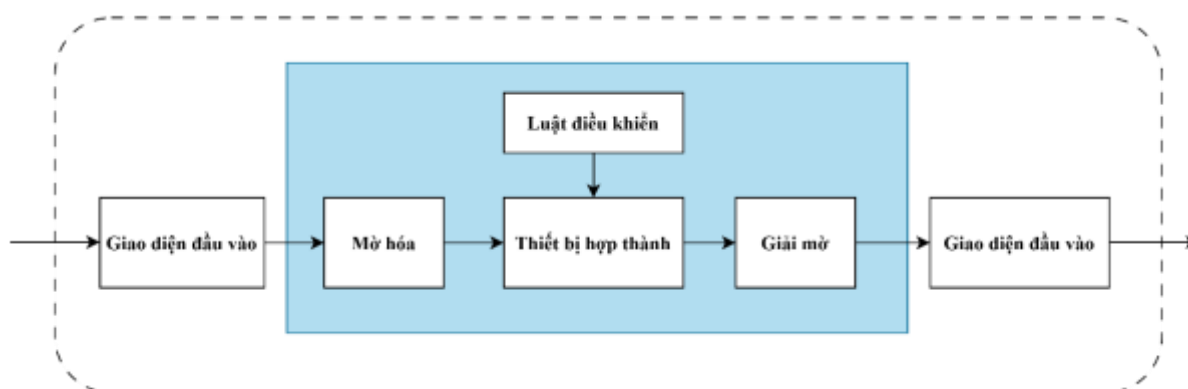 Luật điều khiển
Giao diện đầu vào
Mờ hóa
Thiết bị hợp thành
Giải mờ
Giao diện đầu vào